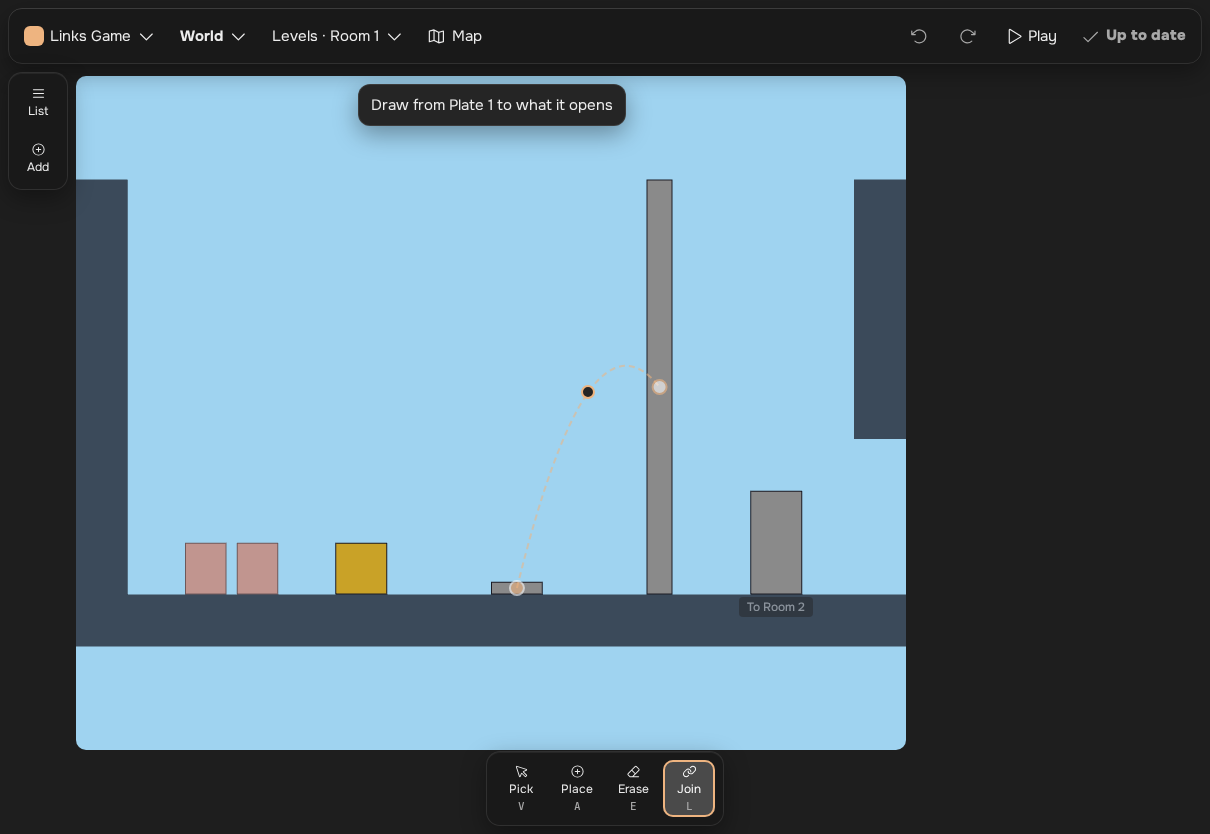 Links Game
World
Levels · Room 1
Map
Play
Up to date
List
Add
Draw from Plate 1 to what it opens
To Room 2
Pick
V
Place
A
Erase
E
Join
L